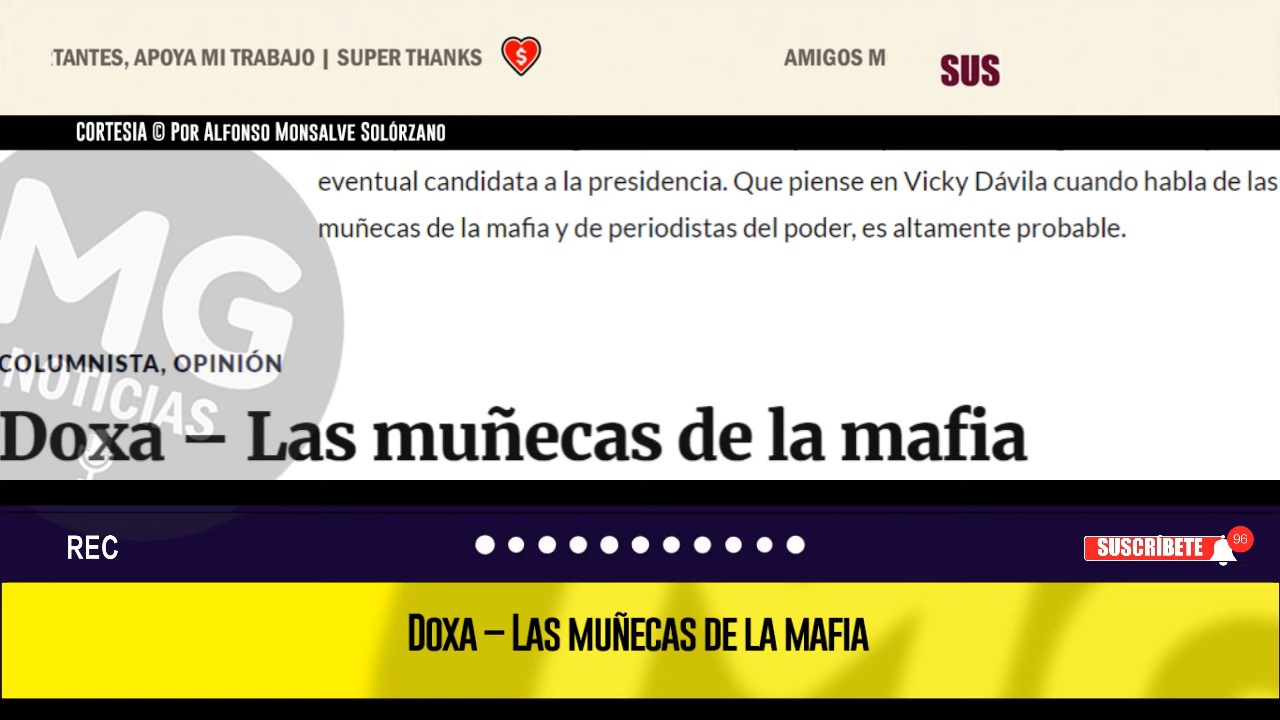 TANTES, APOYA MI TRABAJO | SUPER THANKS
$
AMIGOS M
SUS
CORTESIA © Por Alfonso Monsalve Solórzano
eventual candidata a la presidencia. Que piense en Vicky Dávila cuando habla de las
muñecas de la mafia y de periodistas del poder, es altamente probable.
MG
NOTICIAS
COLUMNISTA, OPINIÓN
Doxa – Las muñecas de la mafia
REC
SUSCRÍBETE
96
Doxa – Las muñecas de la mafia